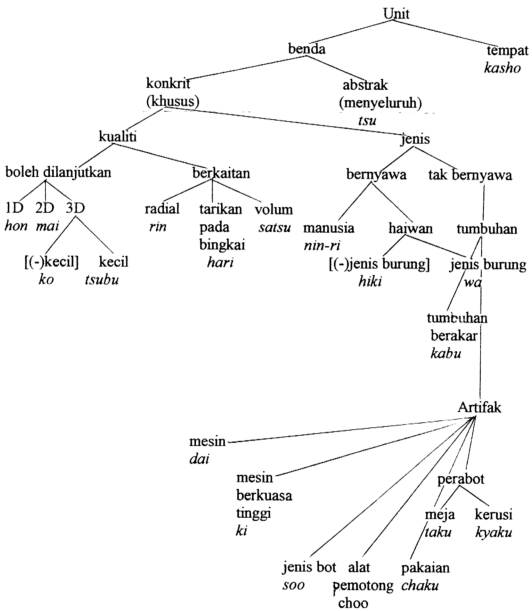 Unit
benda
tempat
kasho
konkrit
(khusus)
abstrak
(menyeluruh)
tsu
kualiti
jenis
boleh dilanjutkan
berkaitan
bernyawa
tak bernyawa
1D 2D 3D
hon mai
radial
rin
tarikan
pada
bingkai
hari
volum
satsu
manusia
nin-ri
haiwan
tumbuhan
[(-)kecil]
ko
kecil
tsubu
[(-)jenis burung]
hiki
jenis burung
wa
tumbuhan
berakar
kabu
Artifak
mesin
dai
mesin
berkuasa
tinggi
ki
perabot
meja
taku
kerusi
kyaku
jenis bot
soo
alat
pemotong
choo
pakaian
chaku